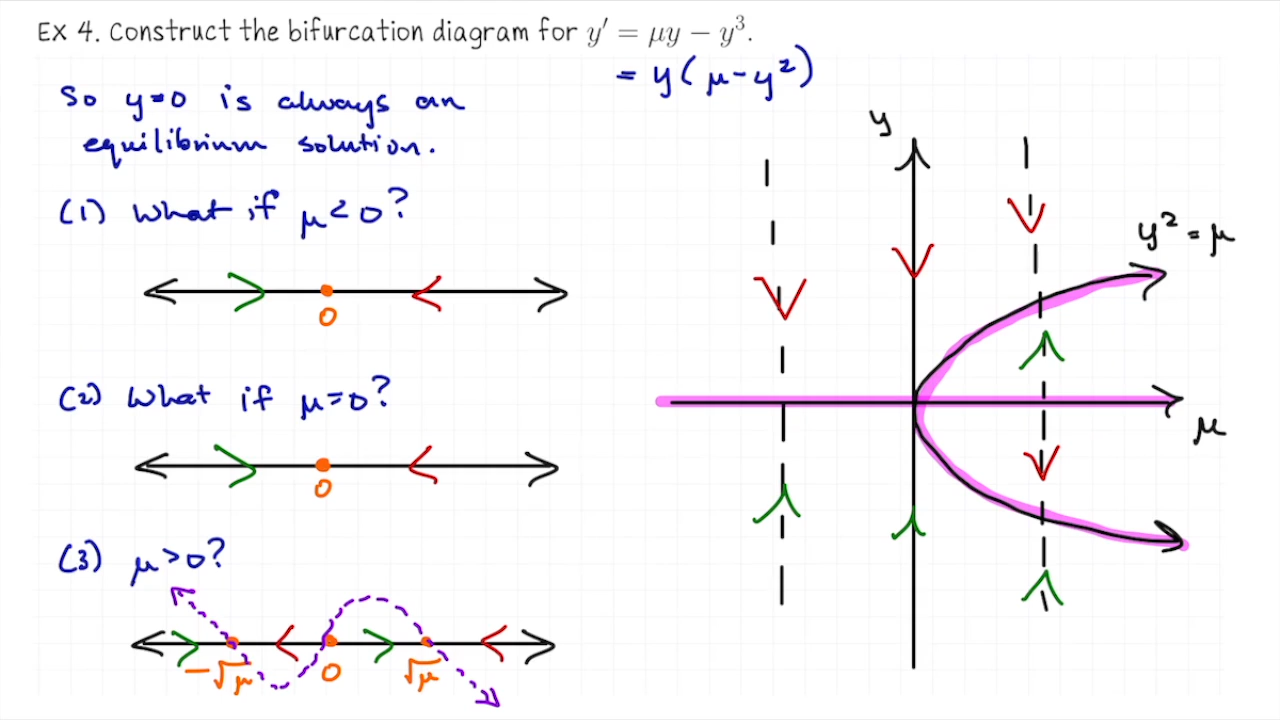 Ex 4. Construct the bifurcation diagram for y′ = μy − y³.
= y(μ−y²)
So y=0 is always an
equilibrium solution.
(1) What if μ<0?
0
(2) What if μ=0?
0
(3) μ>0?
−√μ 0 √μ
y
y² = μ
μ